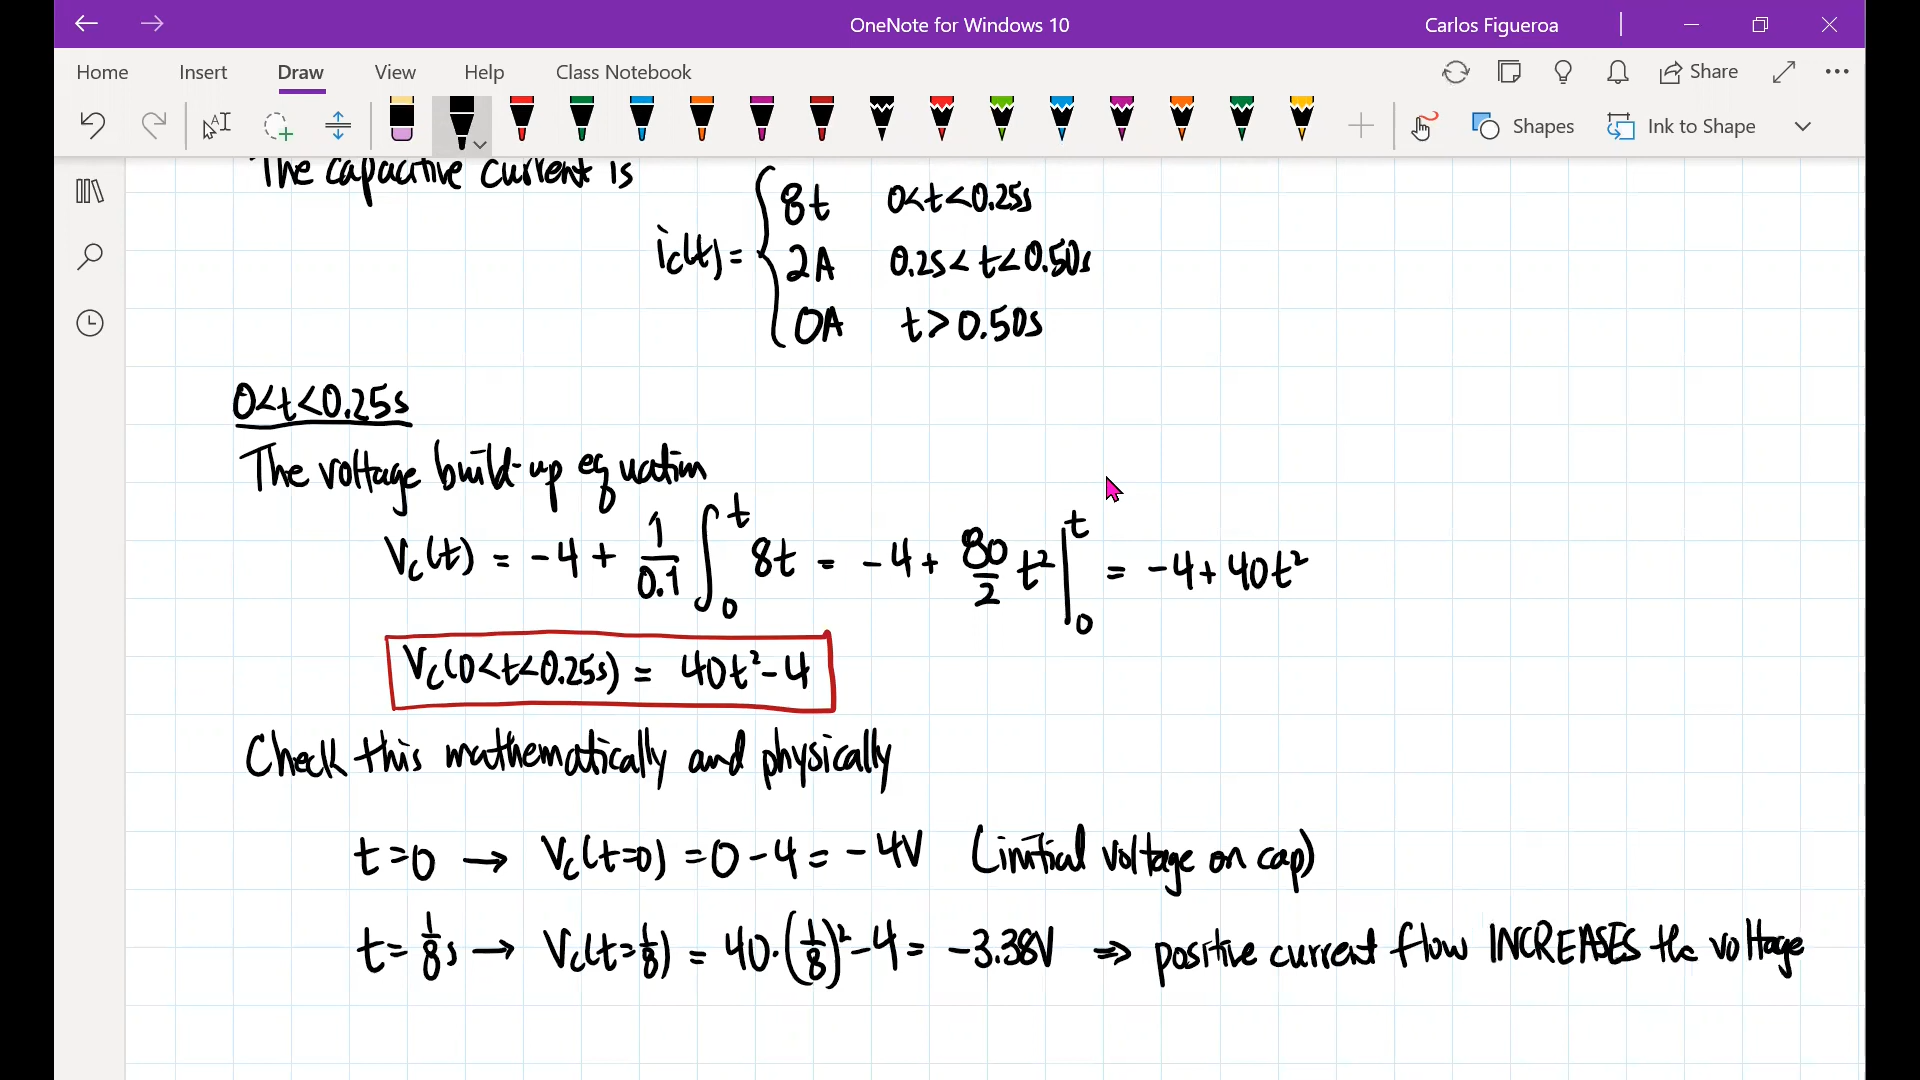 OneNote for Windows 10
Carlos Figueroa
Home Insert Draw View Help Class Notebook
Share
Shapes Ink to Shape
The capacitive current is
8t 0<t<0.25s
ic(t)= 2A 0.25<t<0.50s
0A t>0.50s
0<t<0.25s
The voltage build-up equation
Vc(t) = -4 + 1/0.1 ∫₀ᵗ 8t = -4 + 80/2 t² |₀ᵗ = -4+40t²
Vc(0<t<0.25s) = 40t²-4
Check this mathematically and physically
t=0 → Vc(t=0) =0-4= -4V (initial voltage on cap)
t=1/8 s → Vc(t=1/8) = 40·(1/8)²-4= -3.38V ⇒ positive current flow INCREASES the voltage